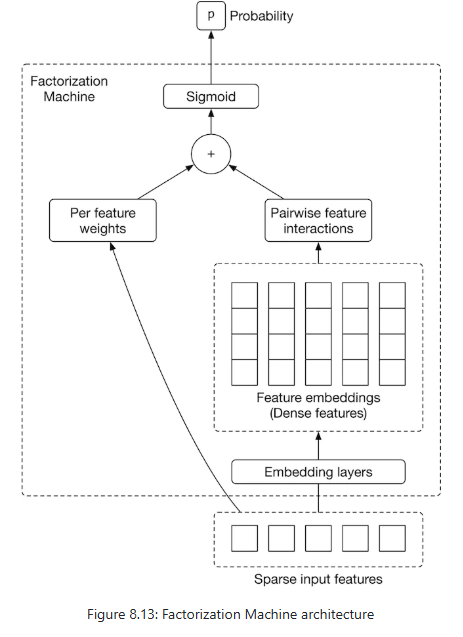 p
Probability
Factorization
Machine
Sigmoid
+
Per feature
weights
Pairwise feature
interactions
Feature embeddings
(Dense features)
Embedding layers
Sparse input features
Figure 8.13: Factorization Machine architecture